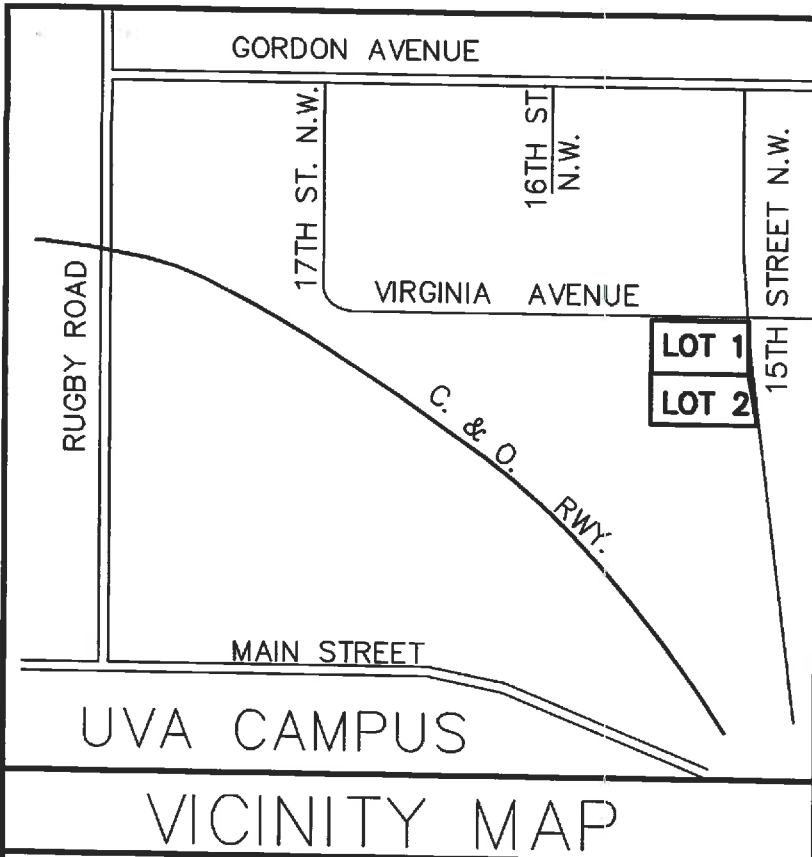 GORDON AVENUE
17TH ST. N.W.
16TH ST.
N.W.
15TH STREET N.W.
RUGBY ROAD
VIRGINIA AVENUE
LOT 1
LOT 2
C. & O. RWY.
MAIN STREET
UVA CAMPUS
VICINITY MAP